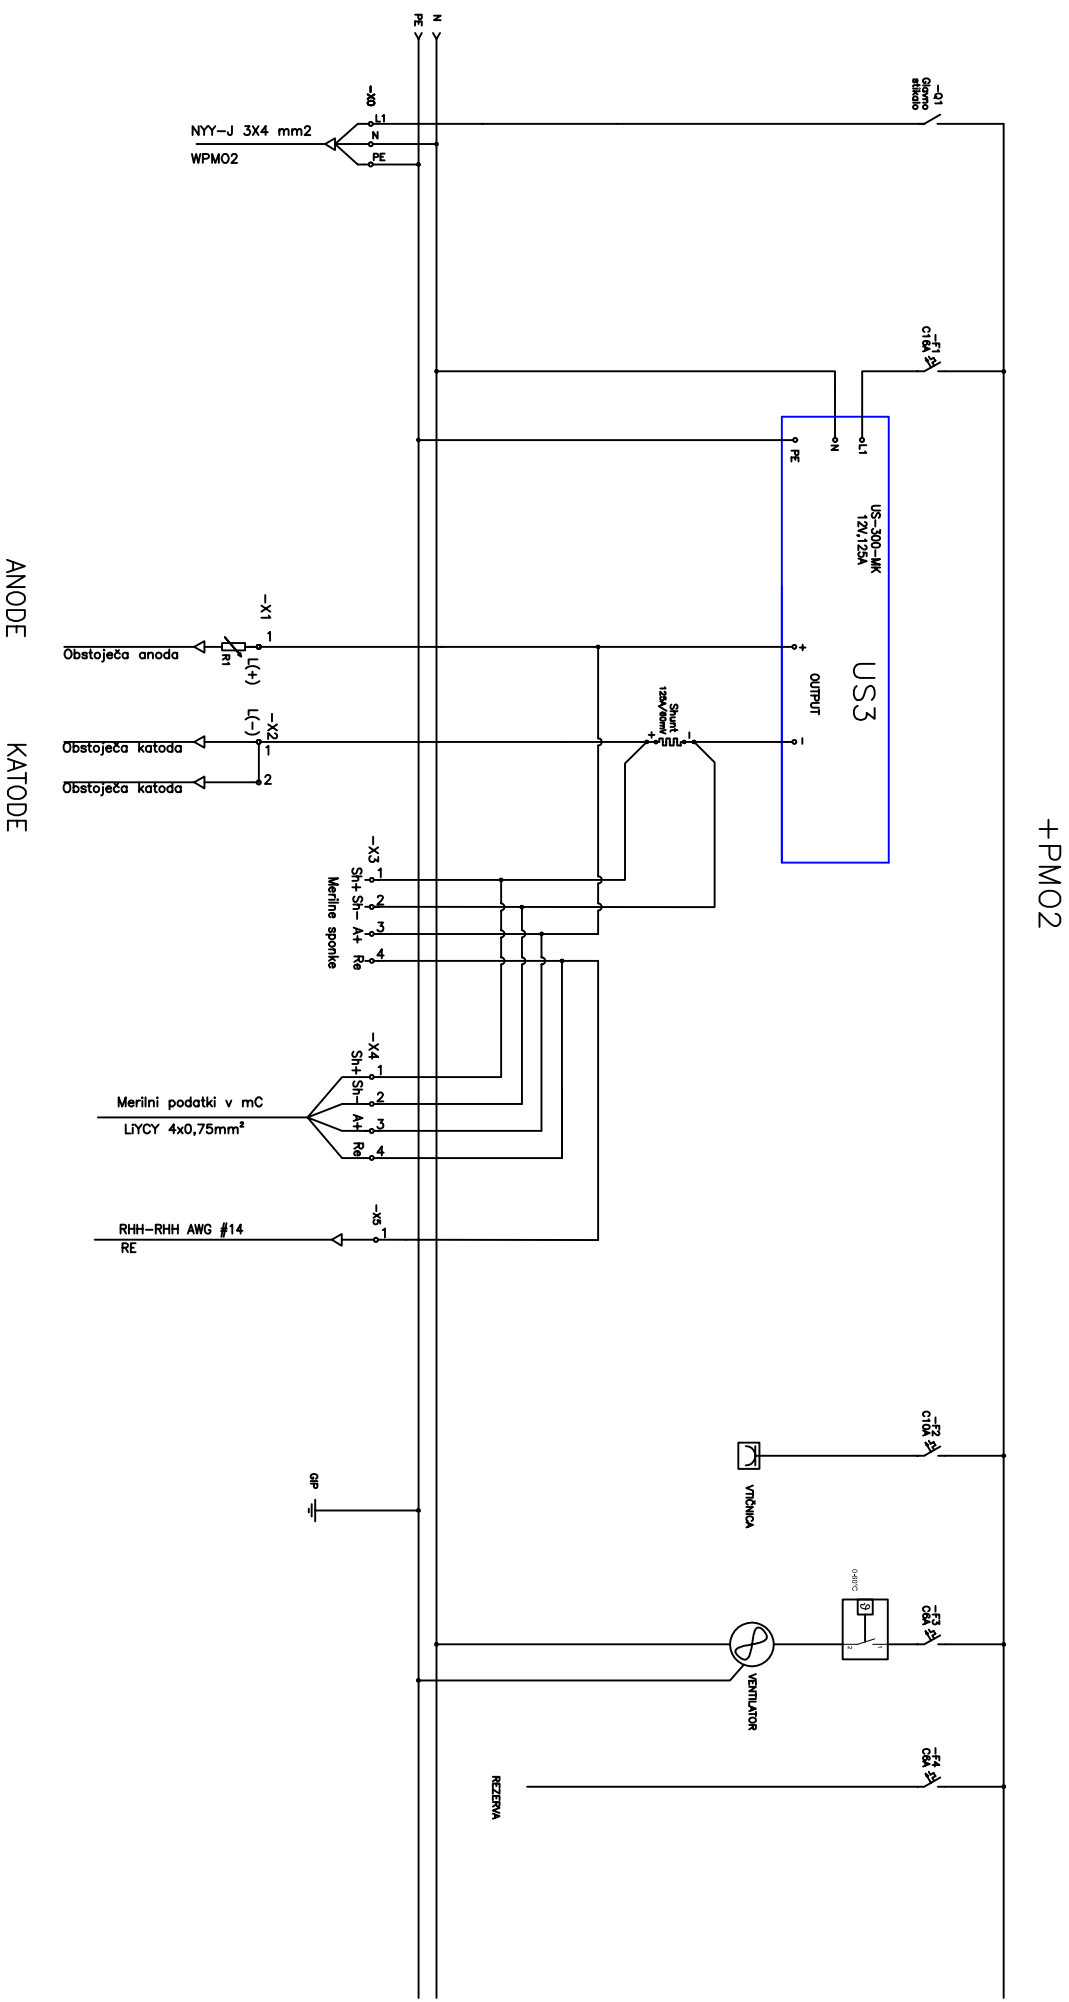 +PMO2
PE
N
-Q1
Glavno
stikalo
-X0
L1
N
PE
NYY-J 3X4 mm2
WPMO2
-F1
C16A
L1
N
PE
US-300-MK
12V,125A
US3
OUTPUT
+
-
Shunt
125A/60mV
+
-
ANODE
-X1
1
L(+)
R1
Obstoječa anoda
KATODE
-X2
L(-)
1
2
Obstoječa katoda
Obstoječa katoda
-X3
1
2
3
4
Sh+
Sh-
A+
Re
Merilne sponke
-X4
1
2
3
4
Sh+
Sh-
A+
Re
Merilni podatki v mC
LiYCY 4x0,75mm²
-X5
1
RHH-RHH AWG #14
RE
GIP
-F2
C10A
VTIČNICA
-F3
C6A
0-60°C
ϑ
1
2
VENTILATOR
-F4
C6A
REZERVA